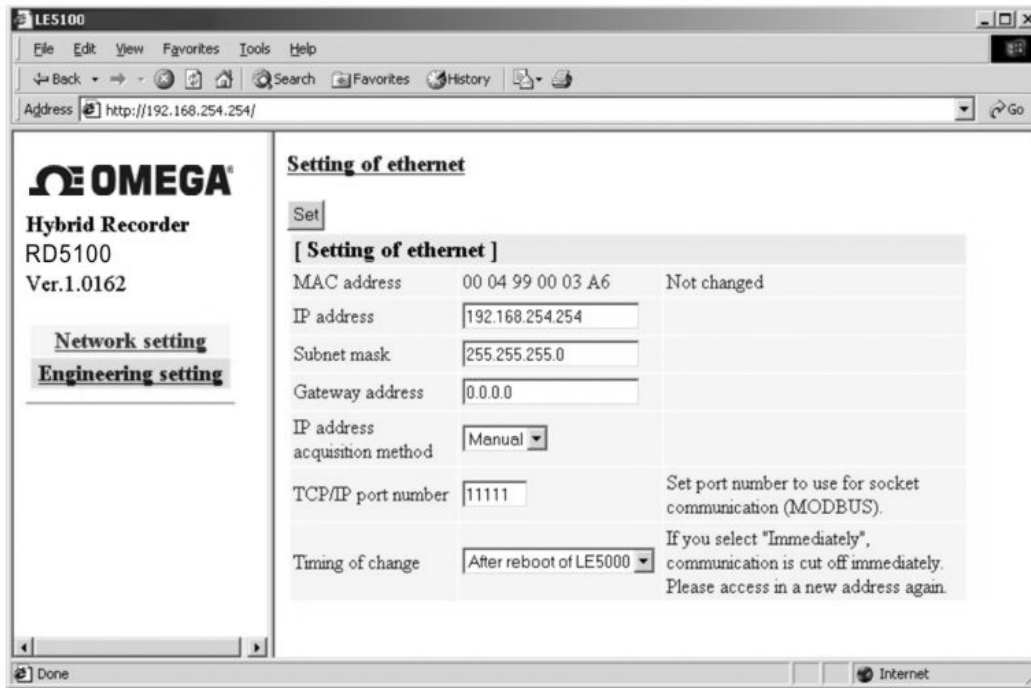 LE5100
File Edit View Favorites Tools Help
Back Search Favorites History
Address http://192.168.254.254/ Go
OMEGA®
Hybrid Recorder
RD5100
Ver.1.0162
Network setting
Engineering setting
Setting of ethernet
Set
[ Setting of ethernet ]
MAC address 00 04 99 00 03 A6 Not changed
IP address 192.168.254.254
Subnet mask 255.255.255.0
Gateway address 0.0.0.0
IP address
acquisition method Manual
TCP/IP port number 11111 Set port number to use for socket
communication (MODBUS).
Timing of change After reboot of LE5000 If you select "Immediately",
communication is cut off immediately.
Please access in a new address again.
Done Internet